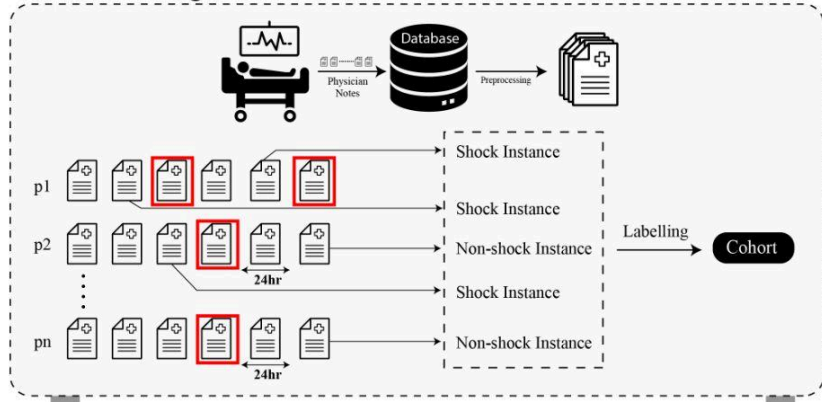 Database
Physician
Notes
Preprocessing
Shock Instance
p1
Shock Instance
p2
Non-shock Instance
Labelling
Cohort
24hr
Shock Instance
pn
Non-shock Instance
24hr